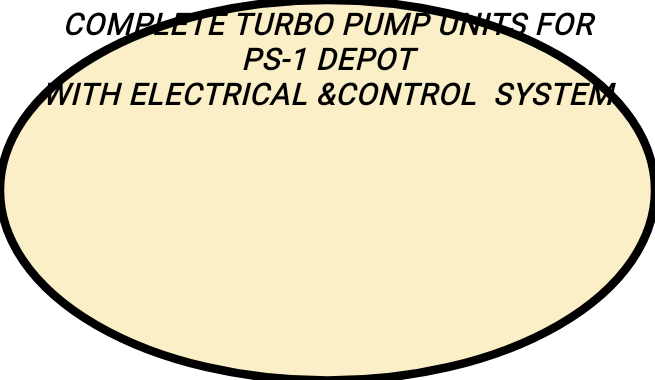 COMPLETE TURBO PUMP UNITS FOR
PS-1 DEPOT
WITH ELECTRICAL &CONTROL  SYSTEM